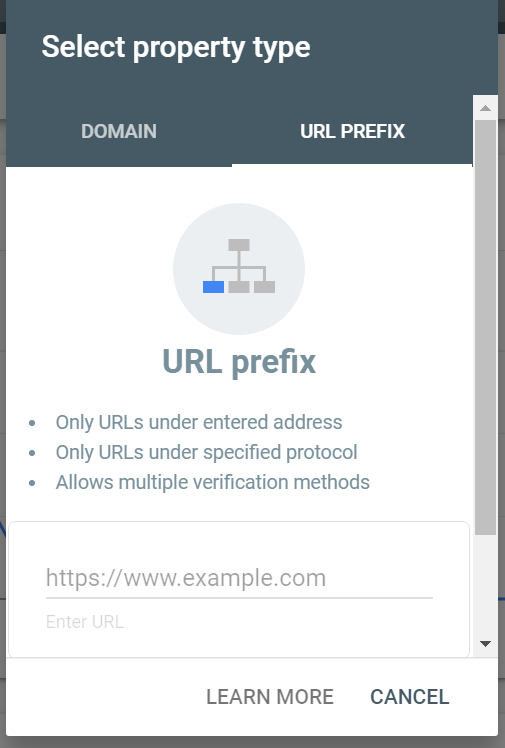 Select property type
DOMAIN
URL PREFIX
URL prefix
• Only URLs under entered address
• Only URLs under specified protocol
• Allows multiple verification methods
https://www.example.com
Enter URL
LEARN MORE
CANCEL